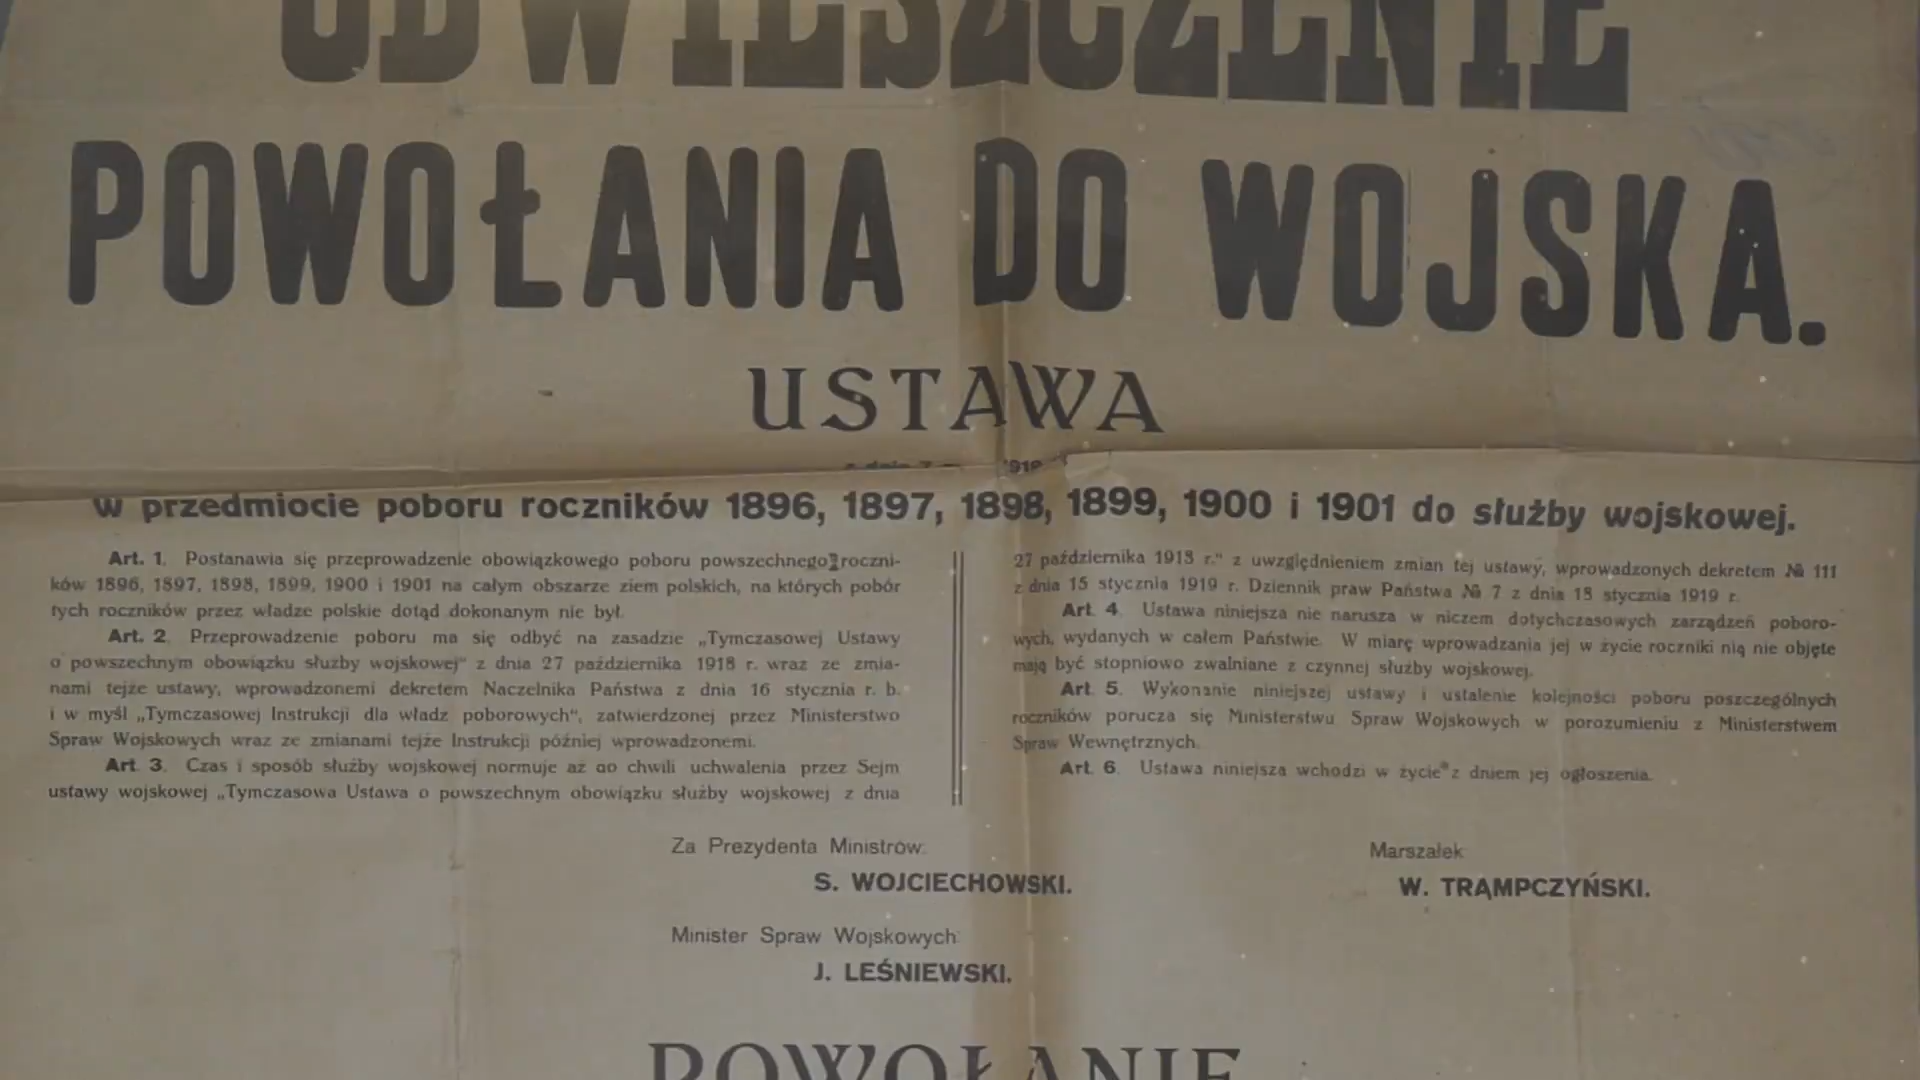 OBWIESZCZENIE
POWOŁANIA DO WOJSKA.
USTAWA
z dnia 7
w przedmiocie poboru roczników 1896, 1897, 1898, 1899, 1900 i 1901 do służby wojskowej.
Art. 1. Postanawia się przeprowadzenie obowiązkowego poboru powszechnego roczni-
ków 1896, 1897, 1898, 1899, 1900 i 1901 na całym obszarze ziem polskich, na których pobór
tych roczników przez władze polskie dotąd dokonanym nie był.
Art. 2. Przeprowadzenie poboru ma się odbyć na zasadzie „Tymczasowej Ustawy
o powszechnym obowiązku służby wojskowej" z dnia 27 października 1918 r. wraz ze zmia-
nami tejże ustawy, wprowadzonemi dekretem Naczelnika Państwa z dnia 16 stycznia r. b.
i w myśl „Tymczasowej Instrukcji dla władz poborowych", zatwierdzonej przez Ministerstwo
Spraw Wojskowych wraz ze zmianami tejże Instrukcji później wprowadzonemi.
Art. 3. Czas i sposób służby wojskowej normuje aż do chwili uchwalenia przez Sejm
ustawy wojskowej „Tymczasowa Ustawa o powszechnym obowiązku służby wojskowej z dnia
27 października 1918 r." z uwzględnieniem zmian tej ustawy, wprowadzonych dekretem № 111
z dnia 15 stycznia 1919 r. Dziennik praw Państwa № 7 z dnia 18 stycznia 1919 r.
Art. 4. Ustawa niniejsza nie narusza w niczem dotychczasowych zarządzeń poboro-
wych, wydanych w całem Państwie. W miarę wprowadzania jej w życie roczniki nią nie objęte
mają być stopniowo zwalniane z czynnej służby wojskowej.
Art. 5. Wykonanie niniejszej ustawy i ustalenie kolejności poboru poszczególnych
roczników porucza się Ministerstwu Spraw Wojskowych w porozumieniu z Ministerstwem
Spraw Wewnętrznych.
Art. 6. Ustawa niniejsza wchodzi w życie z dniem jej ogłoszenia.
Za Prezydenta Ministrów:
S. WOJCIECHOWSKI.
Marszałek
W. TRĄMPCZYŃSKI.
Minister Spraw Wojskowych:
J. LEŚNIEWSKI.
POWOŁANIE